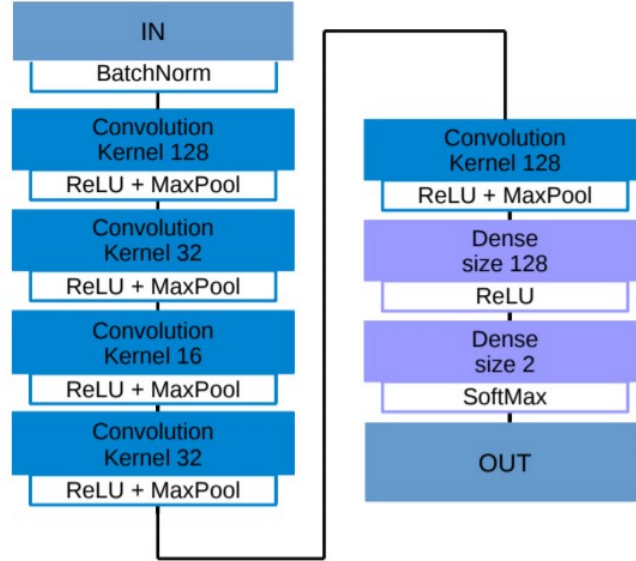 IN
BatchNorm
Convolution
Kernel 128
ReLU + MaxPool
Convolution
Kernel 32
ReLU + MaxPool
Convolution
Kernel 16
ReLU + MaxPool
Convolution
Kernel 32
ReLU + MaxPool
Convolution
Kernel 128
ReLU + MaxPool
Dense
size 128
ReLU
Dense
size 2
SoftMax
OUT